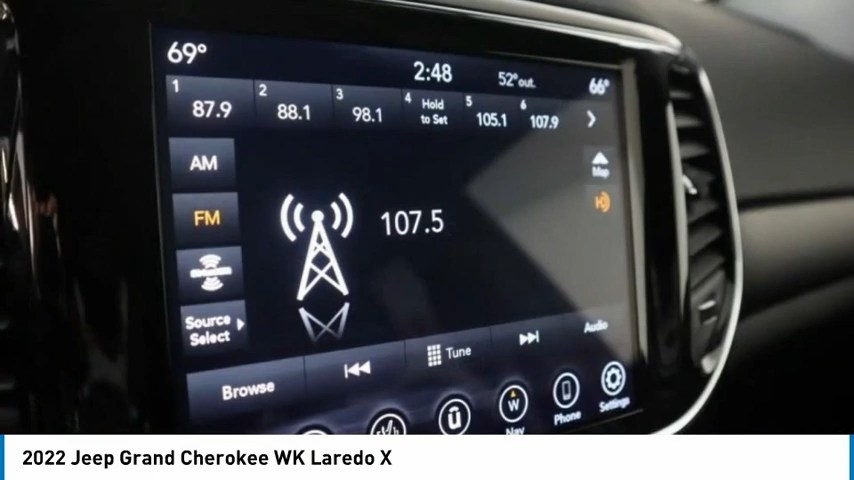 69°
2:48
52°out.
66°
1 87.9
2 88.1
3 98.1
4 Hold to Set
5 105.1
6 107.9
AM
Map
FM
107.5
Source Select
Audio
Tune
Browse
W
Nav
Phone
Settings
2022 Jeep Grand Cherokee WK Laredo X